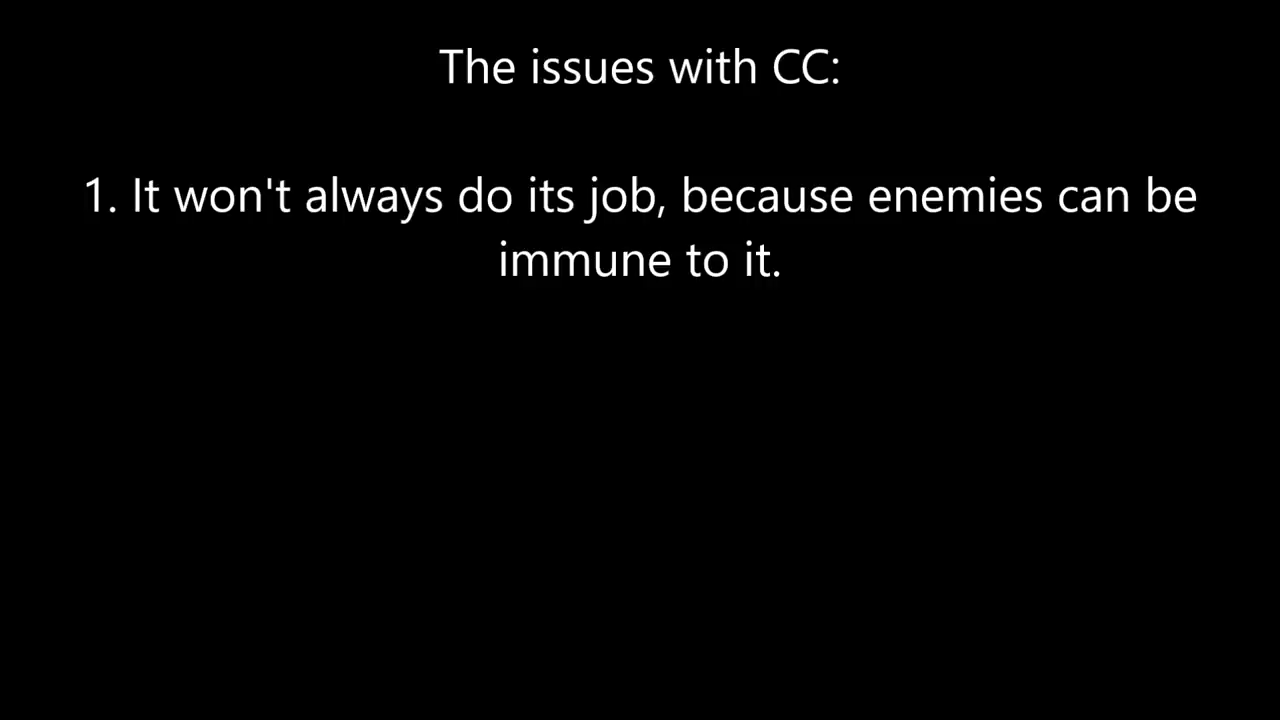 The issues with CC:
1. It won't always do its job, because enemies can be
immune to it.